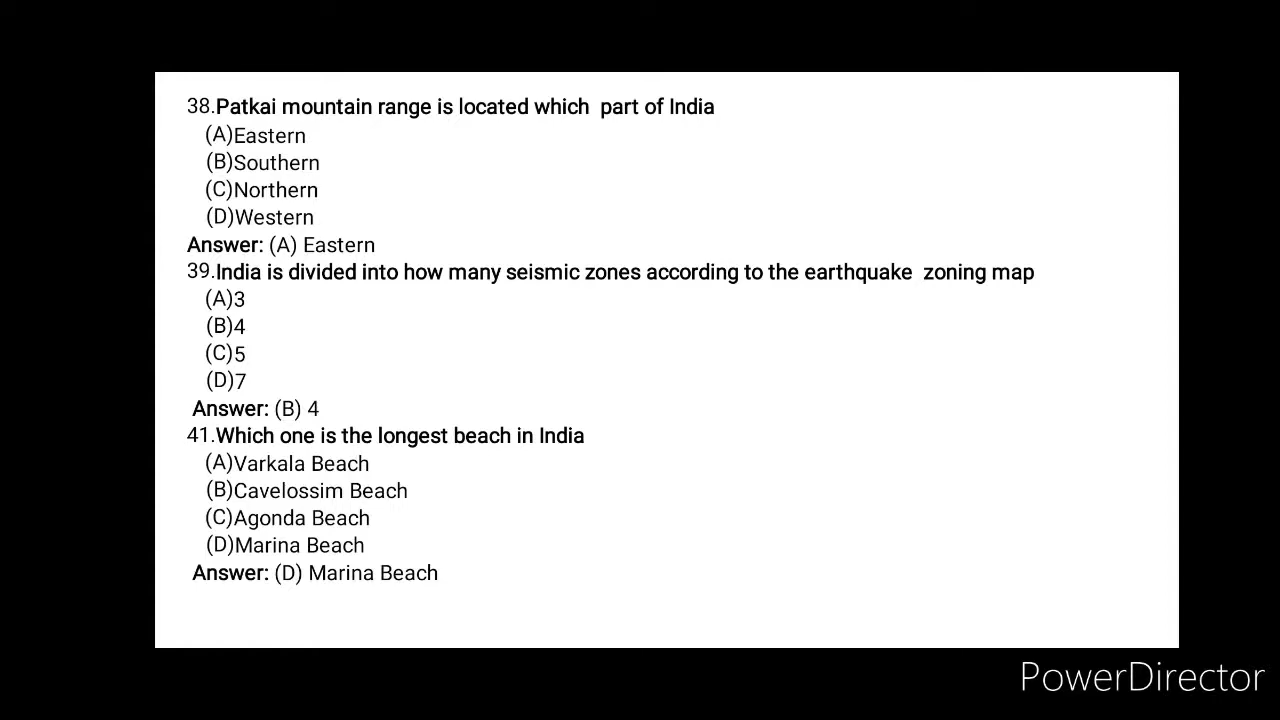 38.Patkai mountain range is located which part of India
(A)Eastern
(B)Southern
(C)Northern
(D)Western
Answer: (A) Eastern
39.India is divided into how many seismic zones according to the earthquake zoning map
(A)3
(B)4
(C)5
(D)7
Answer: (B) 4
41.Which one is the longest beach in India
(A)Varkala Beach
(B)Cavelossim Beach
(C)Agonda Beach
(D)Marina Beach
Answer: (D) Marina Beach
PowerDirector